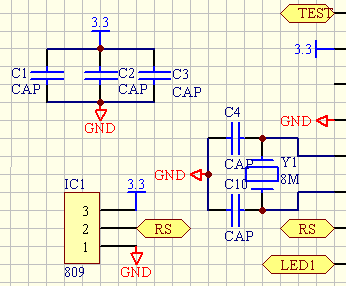 3.3
TEST
3.3
C1
CAP
C2
CAP
C3
CAP
GND
GND
C4
CAP
GND
Y1
8M
C10
CAP
IC1
3.3
3
2
1
RS
809
GND
RS
LED1